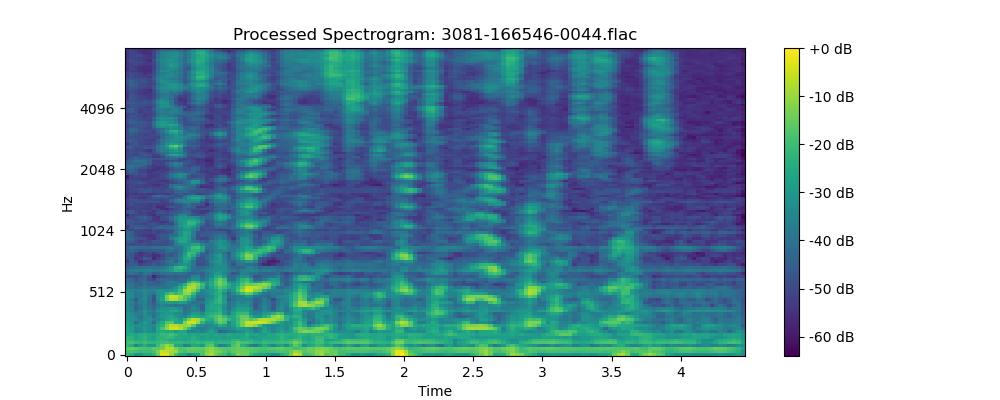 Processed Spectrogram: 3081-166546-0044.flac
+0 dB
4096
-10 dB
-20 dB
2048
-30 dB
Hz
1024
-40 dB
512
-50 dB
-60 dB
0
0 0.5 1 1.5 2 2.5 3 3.5 4
Time